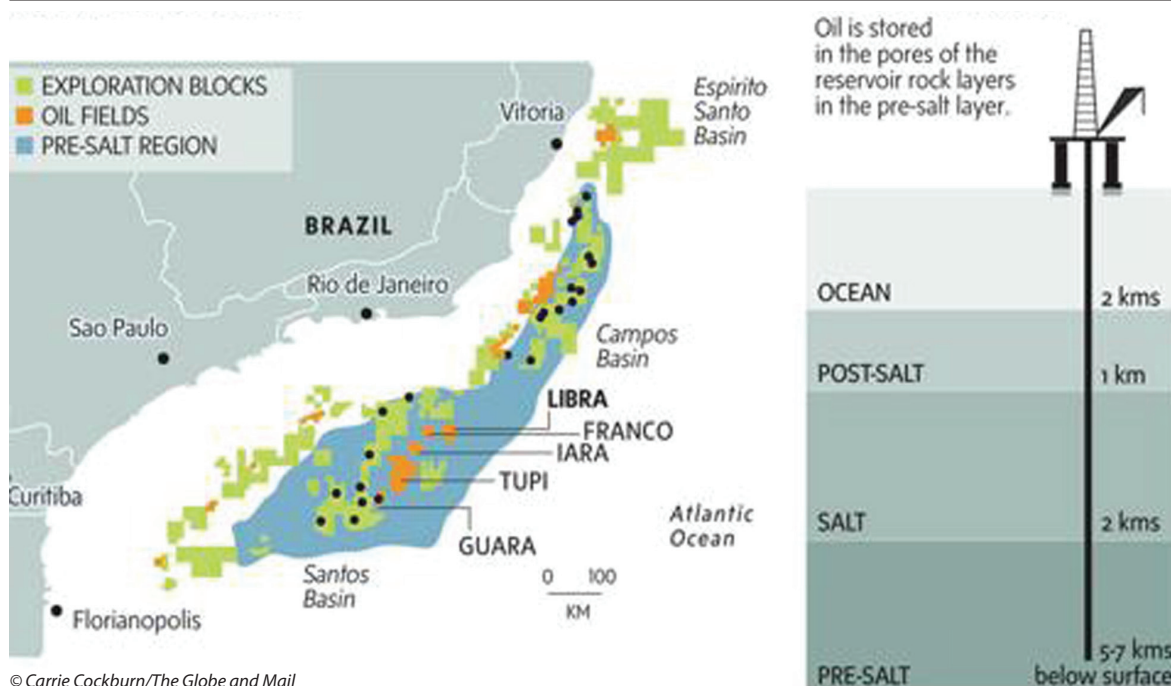 EXPLORATION BLOCKS
OIL FIELDS
PRE-SALT REGION
Vitoria
Espirito
Santo
Basin
BRAZIL
Rio de Janeiro
Sao Paulo
Campos
Basin
LIBRA
FRANCO
IARA
TUPI
GUARA
Curitiba
Atlantic
Ocean
Santos
Basin
0 100
KM
Florianopolis
© Carrie Cockburn/The Globe and Mail
Oil is stored
in the pores of the
reservoir rock layers
in the pre-salt layer.
OCEAN 2 kms
POST-SALT 1 km
SALT 2 kms
5-7 kms
PRE-SALT below surface